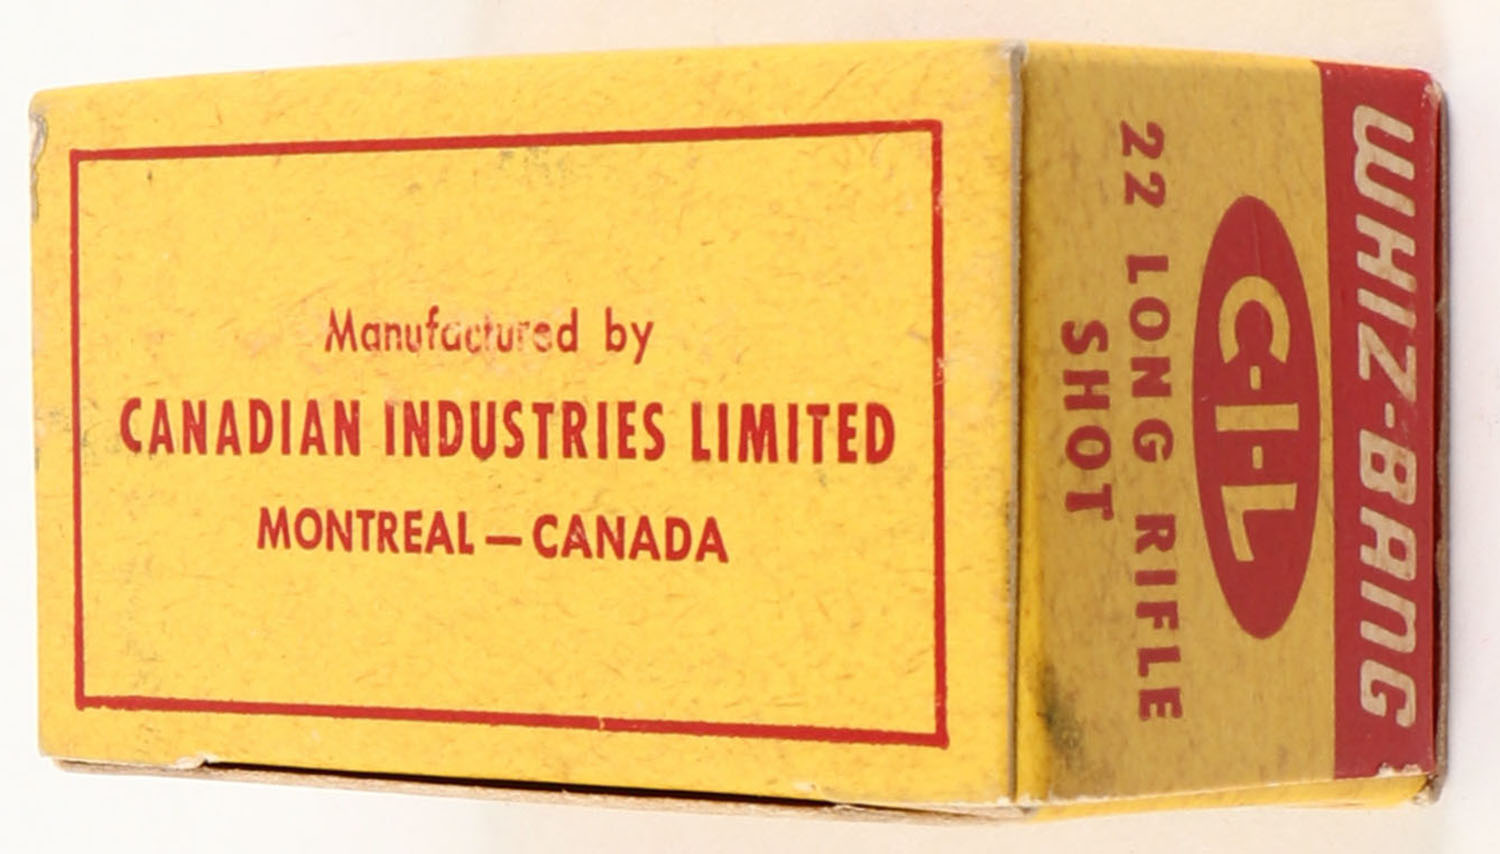 Manufactured by
CANADIAN INDUSTRIES LIMITED
MONTREAL — CANADA
WHIZ-BANG
C-I-L
22 LONG RIFLE
SHOT